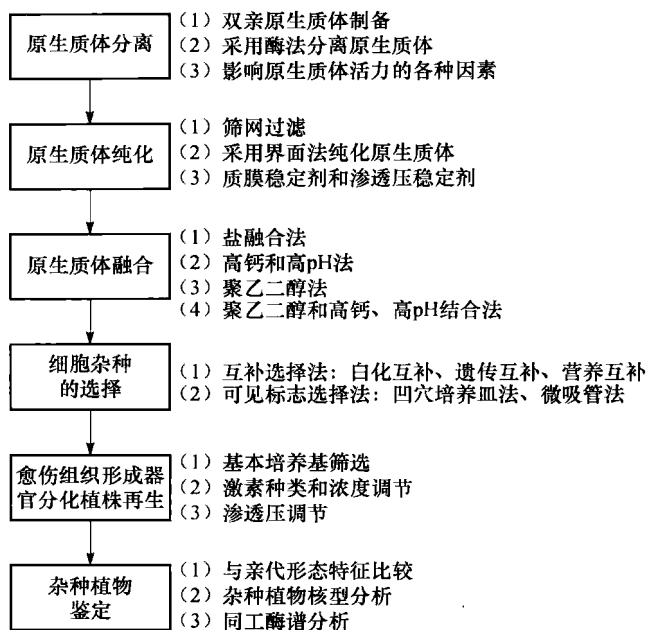 原生质体分离
(1) 双亲原生质体制备
(2) 采用酶法分离原生质体
(3) 影响原生质体活力的各种因素
原生质体纯化
(1) 筛网过滤
(2) 采用界面法纯化原生质体
(3) 质膜稳定剂和渗透压稳定剂
原生质体融合
(1) 盐融合法
(2) 高钙和高pH法
(3) 聚乙二醇法
(4) 聚乙二醇和高钙、高pH结合法
细胞杂种
的选择
(1) 互补选择法：白化互补、遗传互补、营养互补
(2) 可见标志选择法：凹穴培养皿法、微吸管法
愈伤组织形成器
官分化植株再生
(1) 基本培养基筛选
(2) 激素种类和浓度调节
(3) 渗透压调节
杂种植物
鉴定
(1) 与亲代形态特征比较
(2) 杂种植物核型分析
(3) 同工酶谱分析